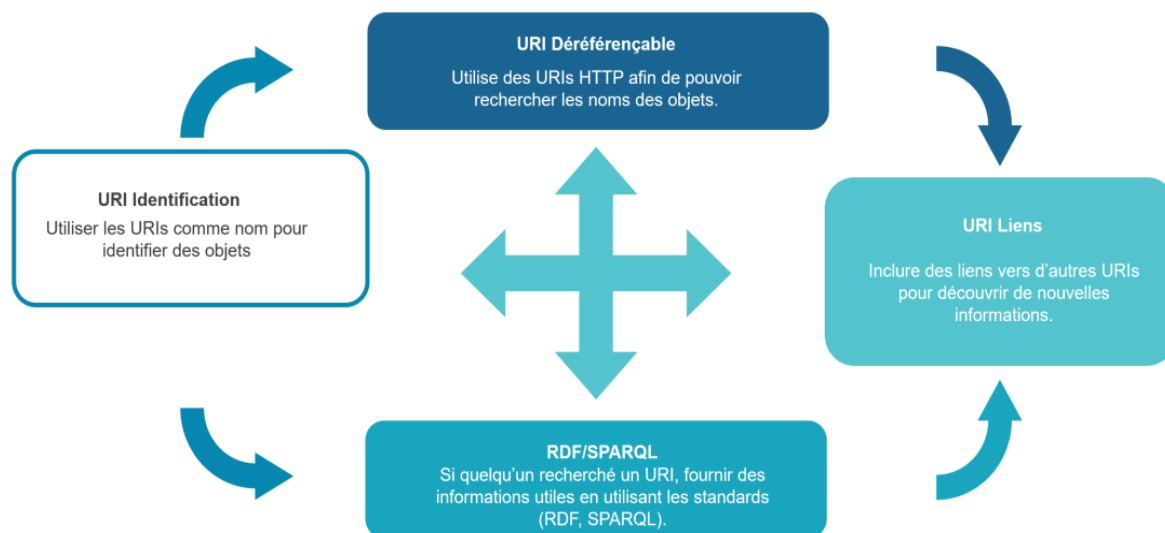 URI Déréférençable
Utilise des URIs HTTP afin de pouvoir
rechercher les noms des objets.
URI Identification
Utiliser les URIs comme nom pour
identifier des objets
URI Liens
Inclure des liens vers d'autres URIs
pour découvrir de nouvelles
informations.
RDF/SPARQL
Si quelqu'un recherché un URI, fournir des
informations utiles en utilisant les standards
(RDF, SPARQL).